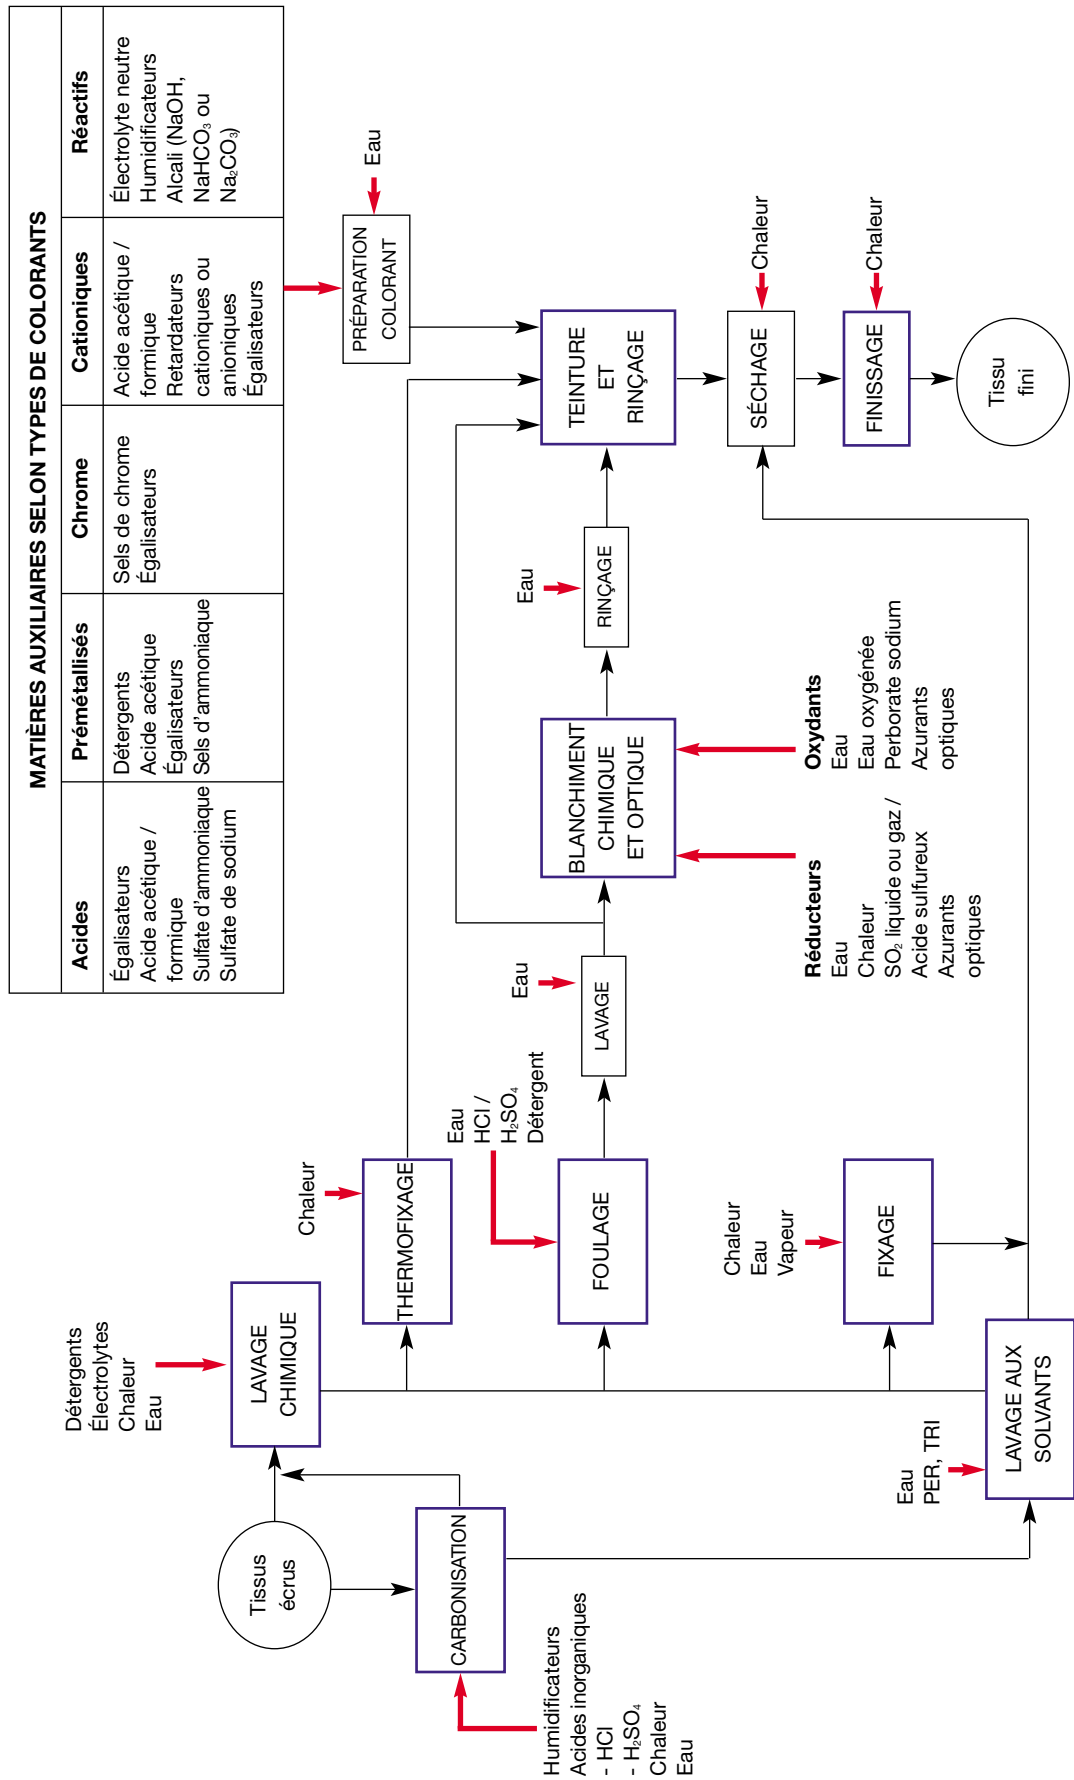 MATIÈRES AUXILIAIRES SELON TYPES DE COLORANTS
Acides
Prémétallisés
Chrome
Cationiques
Réactifs
Égalisateurs
Acide acétique /
formique
Sulfate d'ammoniaque
Sulfate de sodium
Détergents
Acide acétique
Égalisateurs
Sels d'ammoniaque
Sels de chrome
Égalisateurs
Acide acétique /
formique
Retardateurs
cationiques ou
anioniques
Égalisateurs
Électrolyte neutre
Humidificateurs
Alcali (NaOH,
NaHCO₃ ou
Na₂CO₃)
Détergents
Électrolytes
Chaleur
Eau
Tissus
écrus
LAVAGE
CHIMIQUE
Chaleur
THERMOFIXAGE
PRÉPARATION
COLORANT
Eau
CARBONISATION
Humidificateurs
Acides inorganiques
- HCl
- H₂SO₄
Chaleur
Eau
Eau
HCl /
H₂SO₄
Détergent
FOULAGE
Eau
LAVAGE
BLANCHIMENT
CHIMIQUE
ET OPTIQUE
Eau
RINÇAGE
TEINTURE
ET
RINÇAGE
Réducteurs
Eau
Chaleur
SO₂ liquide ou gaz /
Acide sulfureux
Azurants
optiques
Oxydants
Eau
Eau oxygénée
Perborate sodium
Azurants
optiques
Chaleur
Eau
Vapeur
FIXAGE
SÉCHAGE
Chaleur
FINISSAGE
Chaleur
Eau
PER, TRI
LAVAGE AUX
SOLVANTS
Tissu
fini